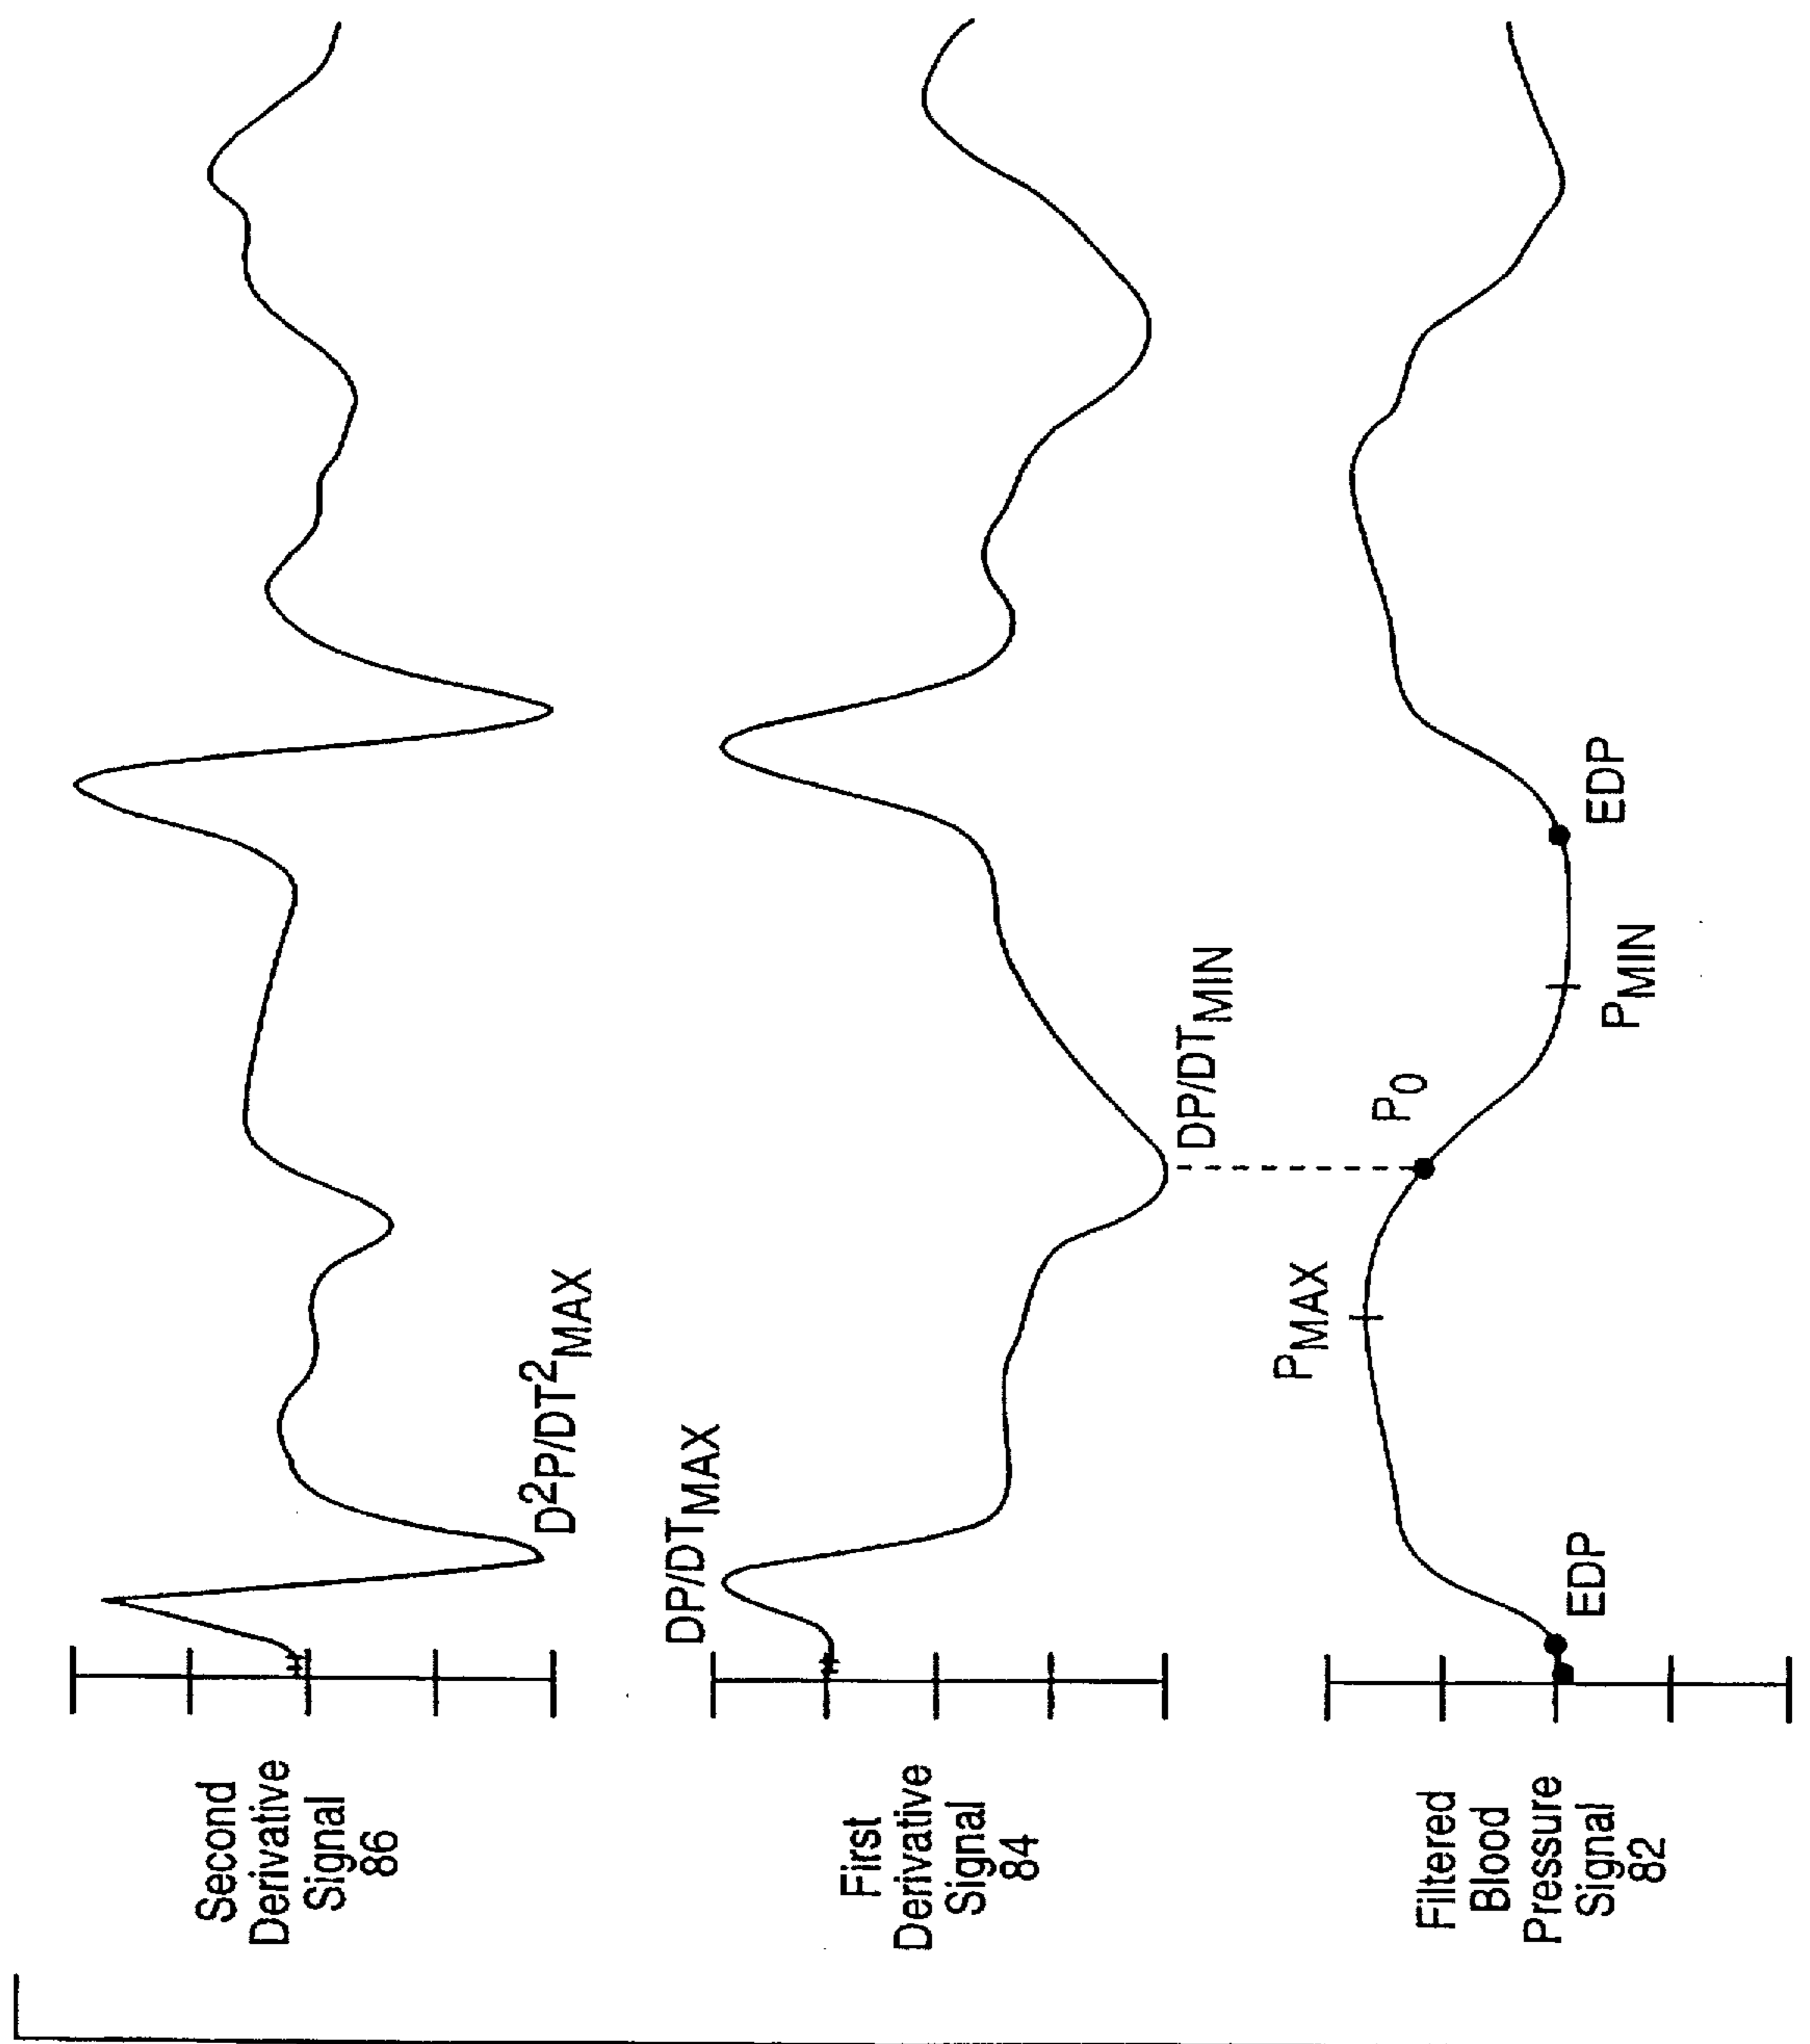 Second
Derivative
Signal
86
D²P/DT²MAX
First
Derivative
Signal
84
DP/DTMAX
DP/DTMIN
Filtered
Blood
Pressure
Signal
82
EDP
PMAX
P0
PMIN
EDP